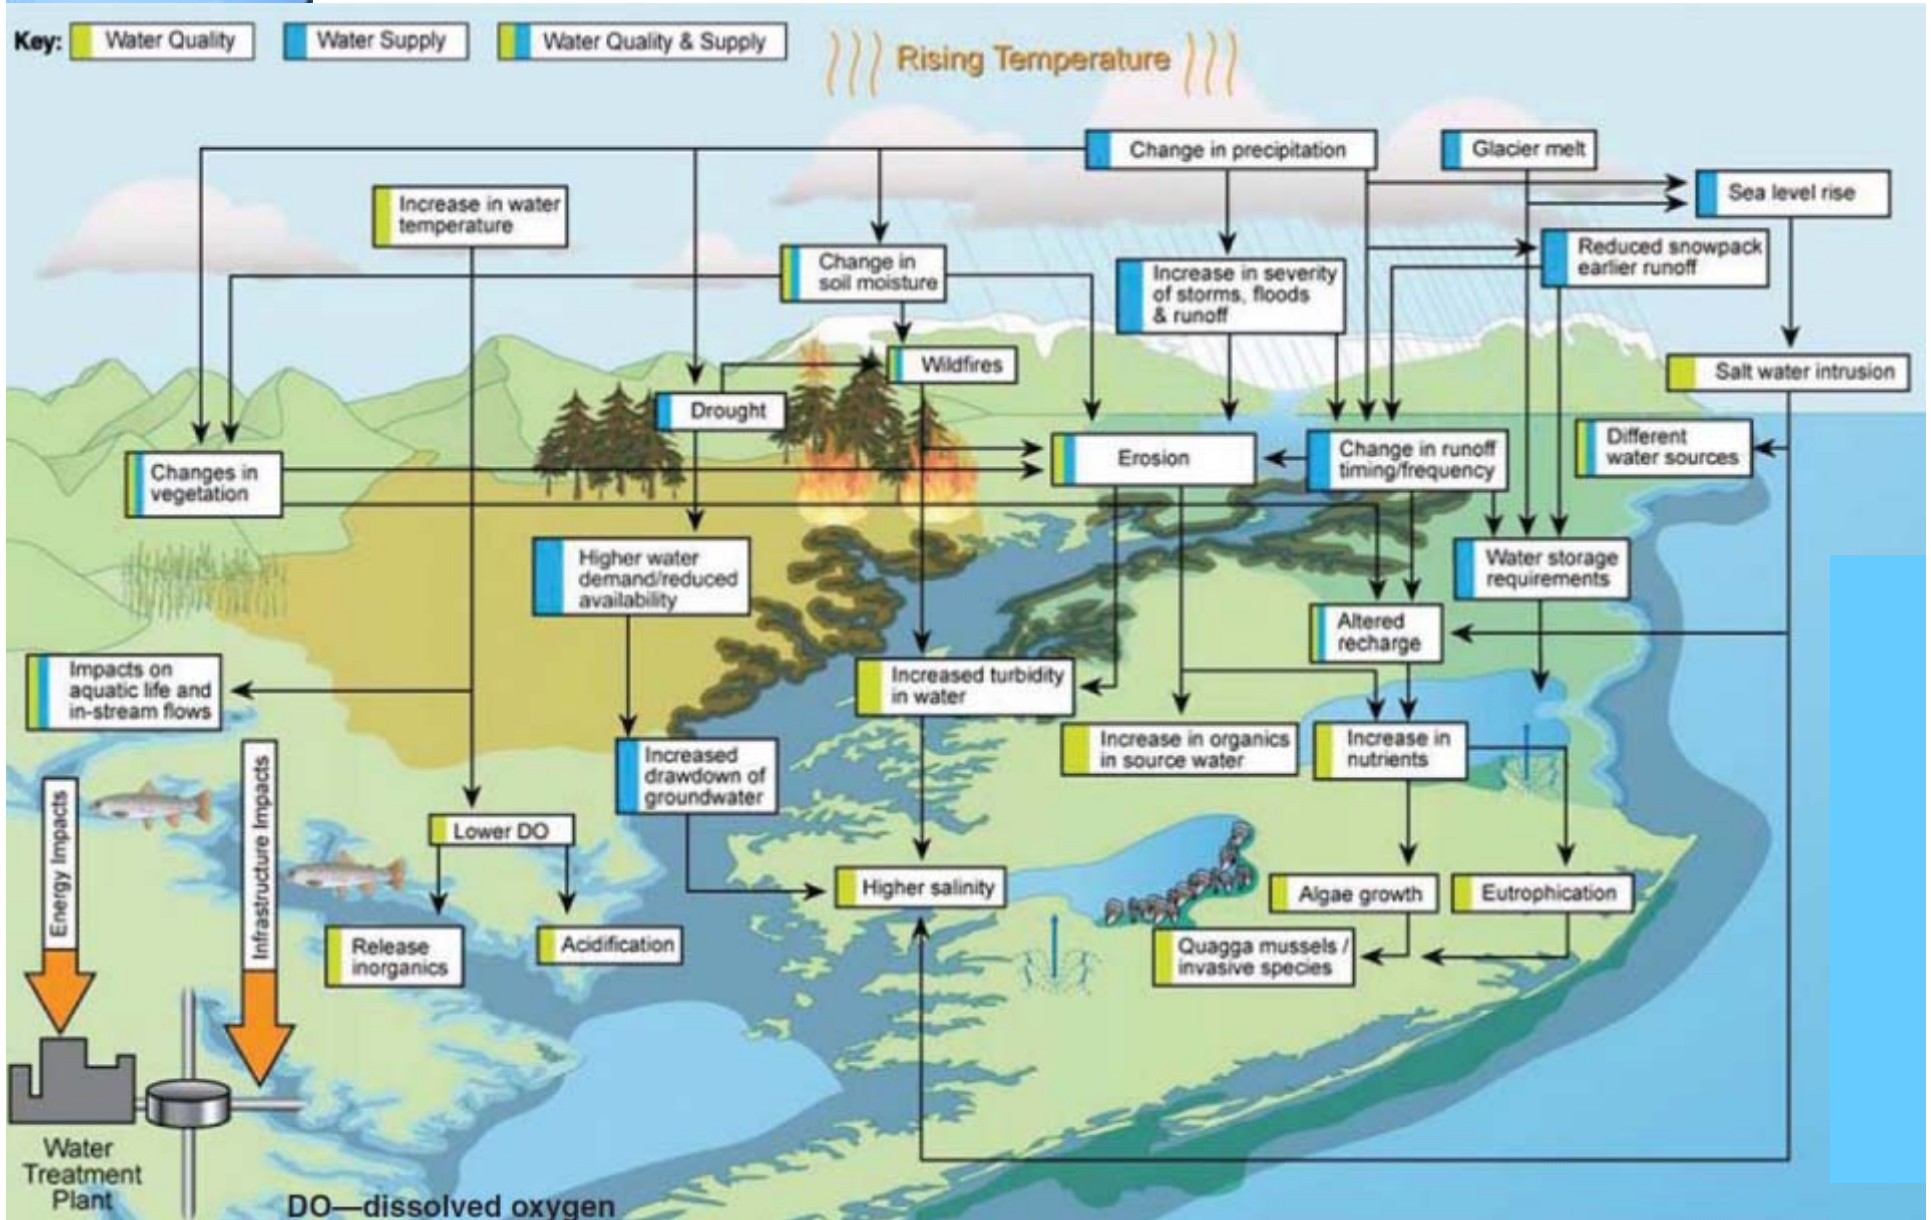 Key:
Water Quality
Water Supply
Water Quality & Supply
Rising Temperature
Change in precipitation
Glacier melt
Sea level rise
Increase in water
temperature
Change in
soil moisture
Increase in severity
of storms, floods
& runoff
Reduced snowpack
earlier runoff
Wildfires
Salt water intrusion
Drought
Changes in
vegetation
Erosion
Change in runoff
timing/frequency
Different
water sources
Higher water
demand/reduced
availability
Water storage
requirements
Altered
recharge
Impacts on
aquatic life and
in-stream flows
Increased turbidity
in water
Increased
drawdown of
groundwater
Increase in organics
in source water
Increase in
nutrients
Energy Impacts
Infrastructure Impacts
Lower DO
Higher salinity
Algae growth
Eutrophication
Release
inorganics
Acidification
Quagga mussels /
invasive species
Water
Treatment
Plant
DO—dissolved oxygen